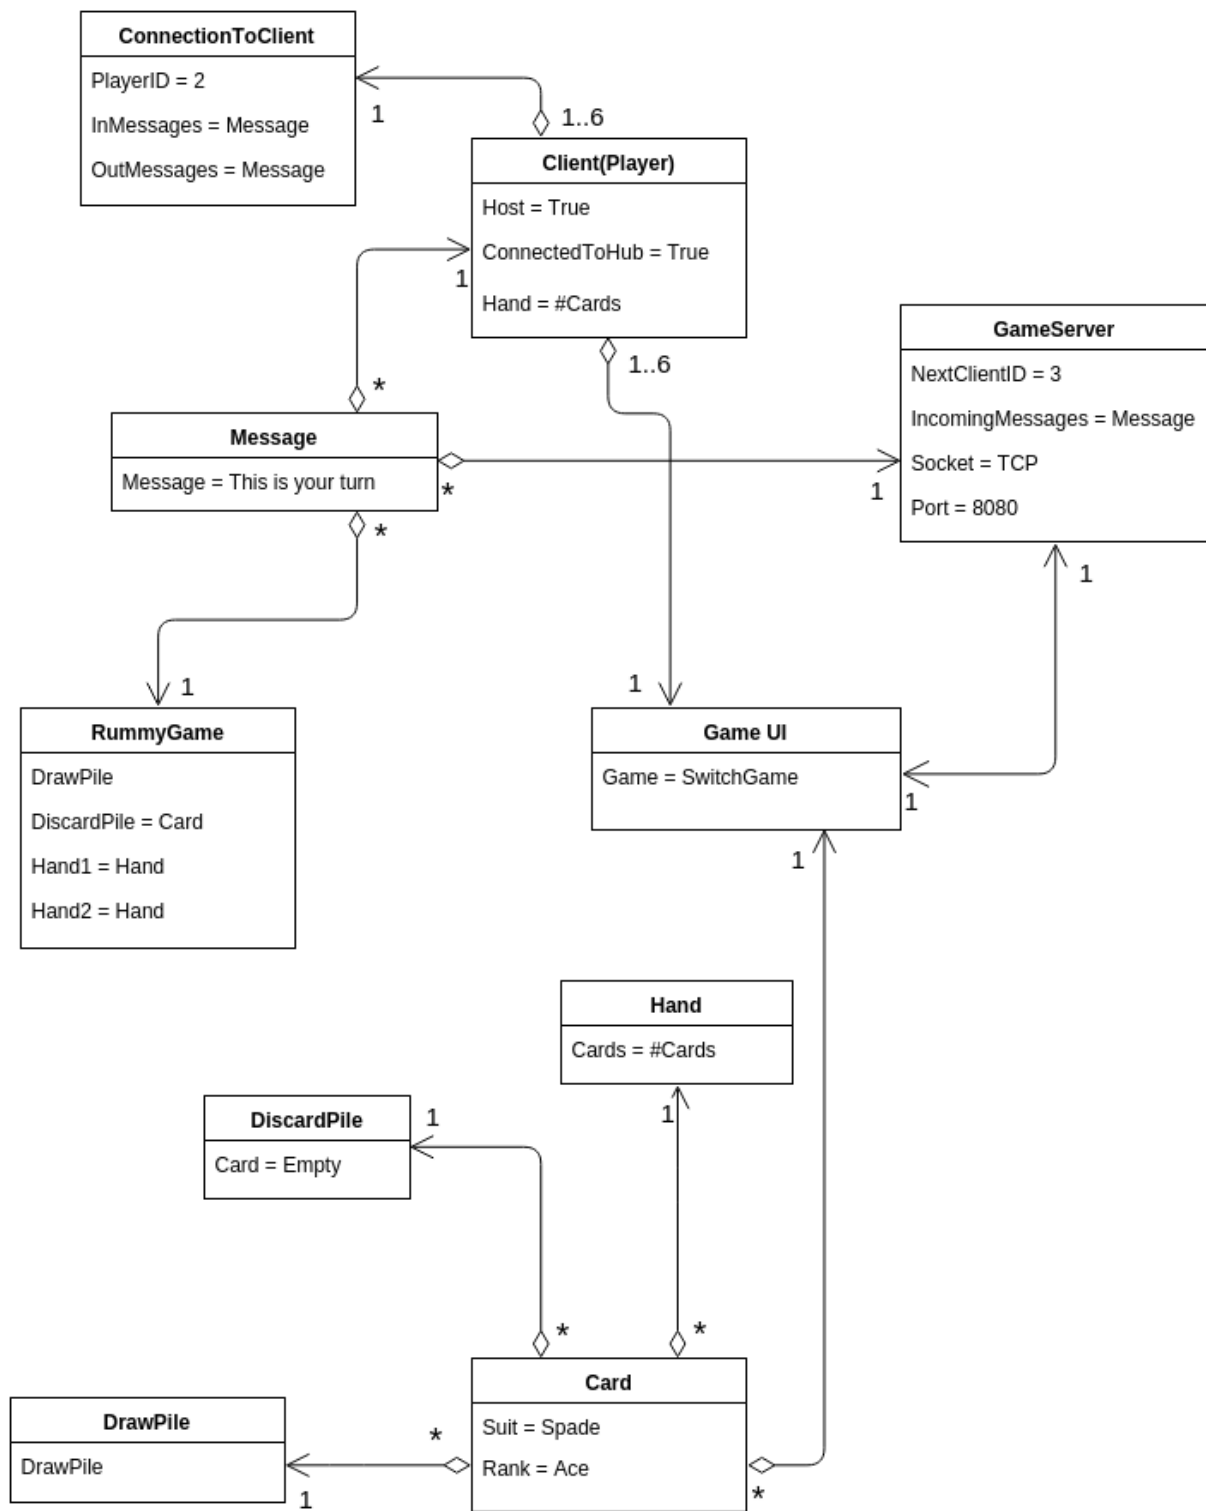 ConnectionToClient
PlayerID = 2
InMessages = Message
OutMessages = Message
1
1..6
Client(Player)
Host = True
ConnectedToHub = True
Hand = #Cards
1
1..6
GameServer
NextClientID = 3
IncomingMessages = Message
Socket = TCP
Port = 8080
*
Message
Message = This is your turn
*
1
*
1
1
1
RummyGame
DrawPile
DiscardPile = Card
Hand1 = Hand
Hand2 = Hand
Game UI
Game = SwitchGame
1
1
Hand
Cards = #Cards
1
DiscardPile
Card = Empty
1
*
*
Card
Suit = Spade
Rank = Ace
*
*
DrawPile
DrawPile
1